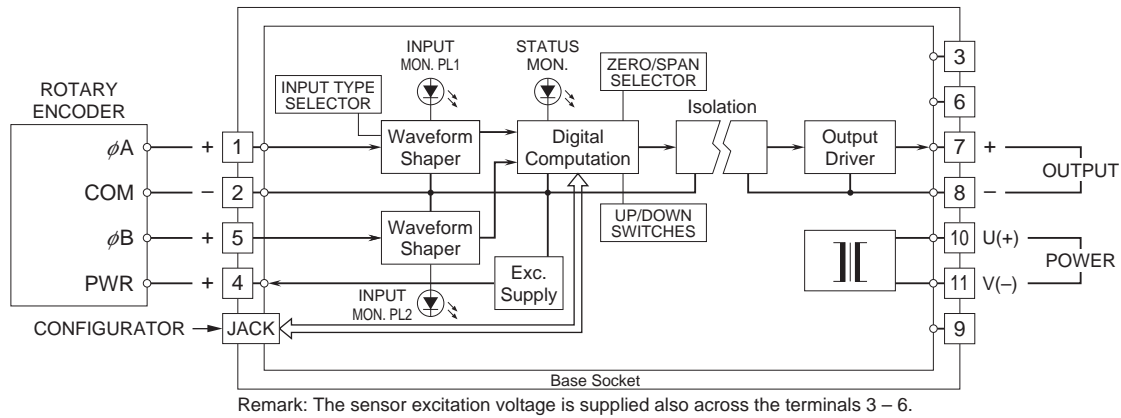 INPUT
MON. PL1
STATUS
MON.
ZERO/SPAN
SELECTOR
3
ROTARY
ENCODER
INPUT TYPE
SELECTOR
Isolation
6
ϕA
+
1
Waveform
Shaper
Digital
Computation
Output
Driver
7
+
OUTPUT
COM
–
2
8
–
ϕB
+
5
Waveform
Shaper
UP/DOWN
SWITCHES
10
U(+)
POWER
PWR
+
4
Exc.
Supply
11
V(–)
INPUT
MON. PL2
CONFIGURATOR
JACK
9
Base Socket
Remark: The sensor excitation voltage is supplied also across the terminals 3 – 6.